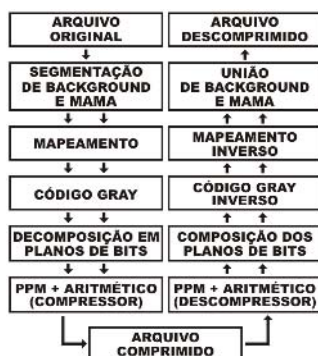 ARQUIVO
ORIGINAL
SEGMENTAÇÃO
DE BACKGROUND
E MAMA
MAPEAMENTO
CÓDIGO GRAY
DECOMPOSIÇÃO EM
PLANOS DE BITS
PPM + ARITMÉTICO
(COMPRESSOR)
ARQUIVO
COMPRIMIDO
PPM + ARITMÉTICO
(DESCOMPRESSOR)
COMPOSIÇÃO DOS
PLANOS DE BITS
CÓDIGO GRAY
INVERSO
MAPEAMENTO
INVERSO
UNIÃO
DE BACKGROUND
E MAMA
ARQUIVO
DESCOMPRIMIDO